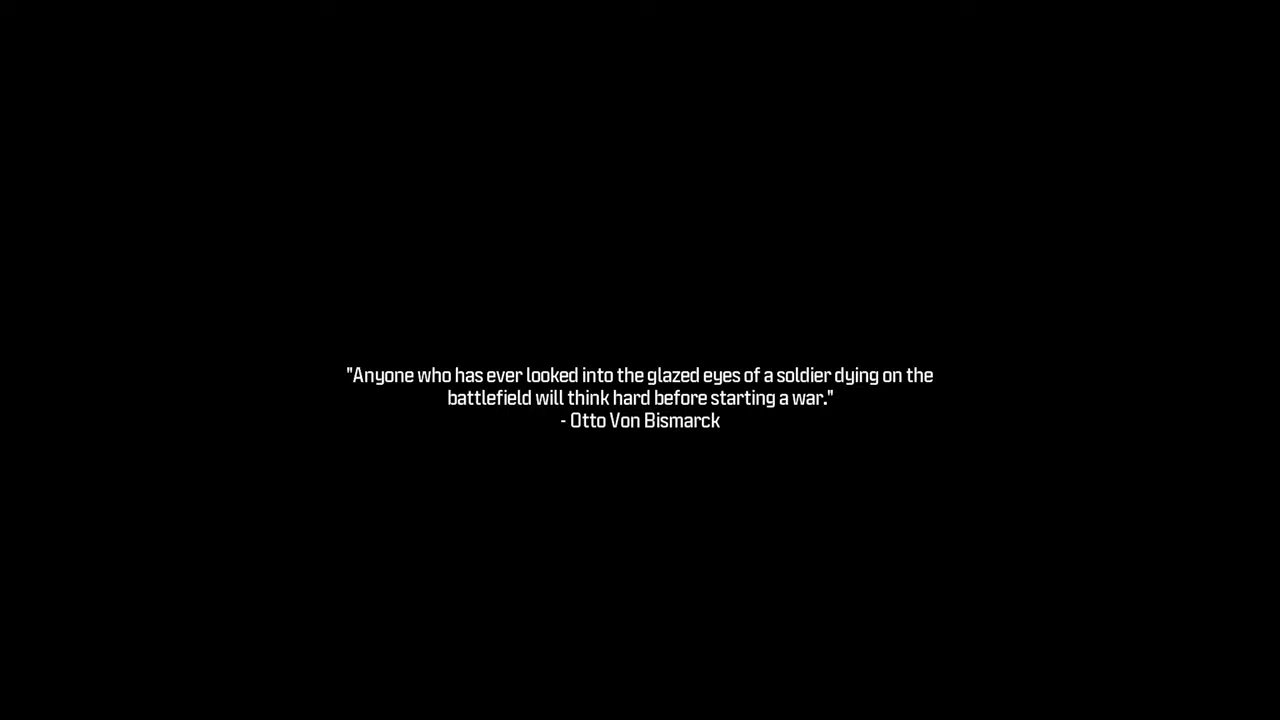 "Anyone who has ever looked into the glazed eyes of a soldier dying on the
battlefield will think hard before starting a war."
- Otto Von Bismarck